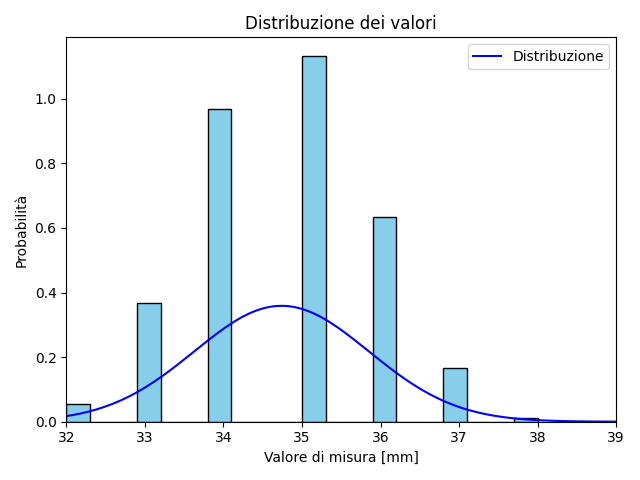 Distribuzione dei valori
Distribuzione
Probabilità
1.0
0.8
0.6
0.4
0.2
0.0
32 33 34 35 36 37 38 39
Valore di misura [mm]